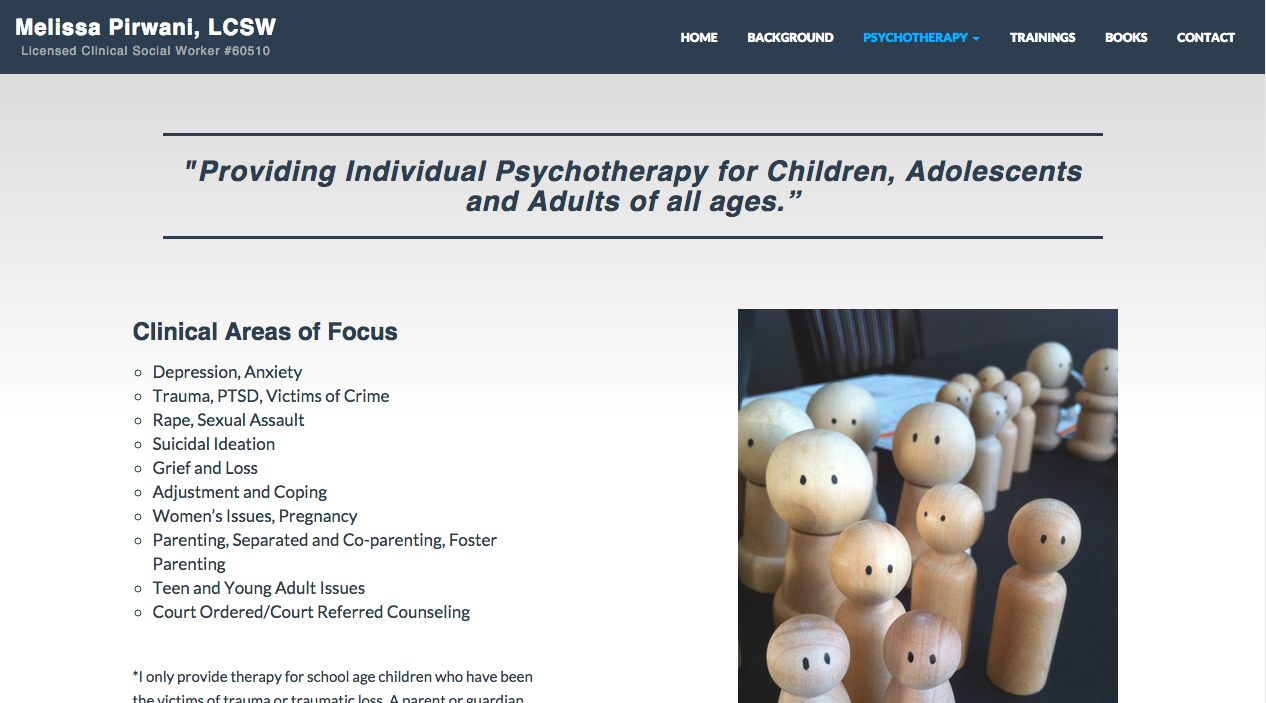 Melissa Pirwani, LCSW
Licensed Clinical Social Worker #60510
HOME BACKGROUND PSYCHOTHERAPY TRAININGS BOOKS CONTACT
"Providing Individual Psychotherapy for Children, Adolescents
and Adults of all ages.”
Clinical Areas of Focus
Depression, Anxiety
Trauma, PTSD, Victims of Crime
Rape, Sexual Assault
Suicidal Ideation
Grief and Loss
Adjustment and Coping
Women’s Issues, Pregnancy
Parenting, Separated and Co-parenting, Foster
Parenting
Teen and Young Adult Issues
Court Ordered/Court Referred Counseling
*I only provide therapy for school age children who have been
the victims of trauma or traumatic loss. A parent or guardian